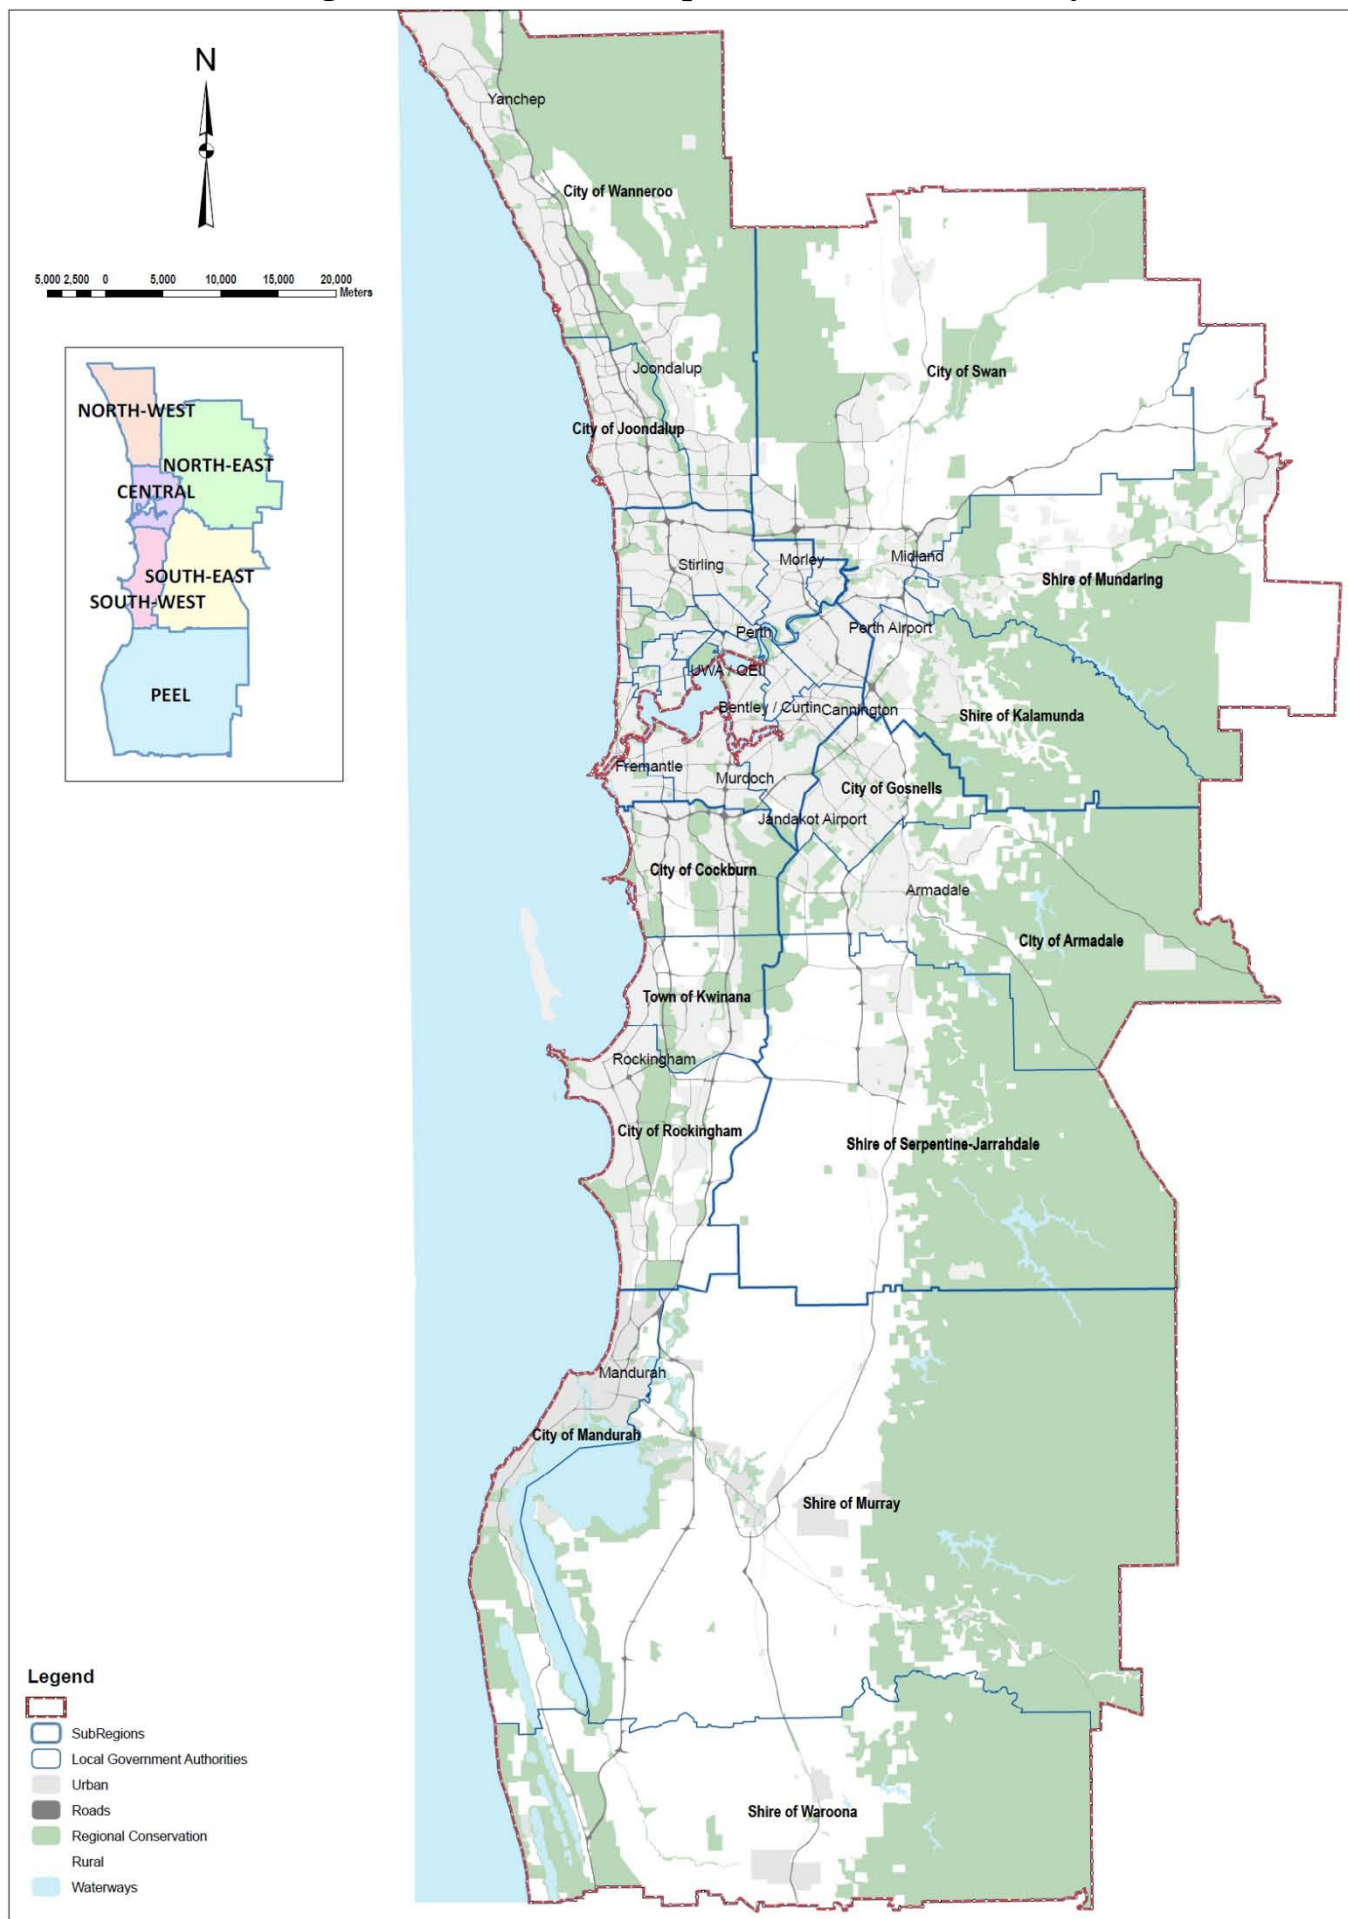 N
5,000 2,500 0 5,000 10,000 15,000 20,000
Meters
NORTH-WEST
NORTH-EAST
CENTRAL
SOUTH-EAST
SOUTH-WEST
PEEL
Yanchep
City of Wanneroo
Joondalup
City of Swan
City of Joondalup
Stirling
Morley
Midland
Shire of Mundaring
Perth
Perth Airport
UWA / QEII
Bentley / Curtin
Cannington
Shire of Kalamunda
Fremantle
Murdoch
City of Gosnells
Jandakot Airport
City of Cockburn
Armadale
City of Armadale
Town of Kwinana
Rockingham
City of Rockingham
Shire of Serpentine-Jarrahdale
Mandurah
City of Mandurah
Shire of Murray
Shire of Waroona
Legend
SubRegions
Local Government Authorities
Urban
Roads
Regional Conservation
Rural
Waterways